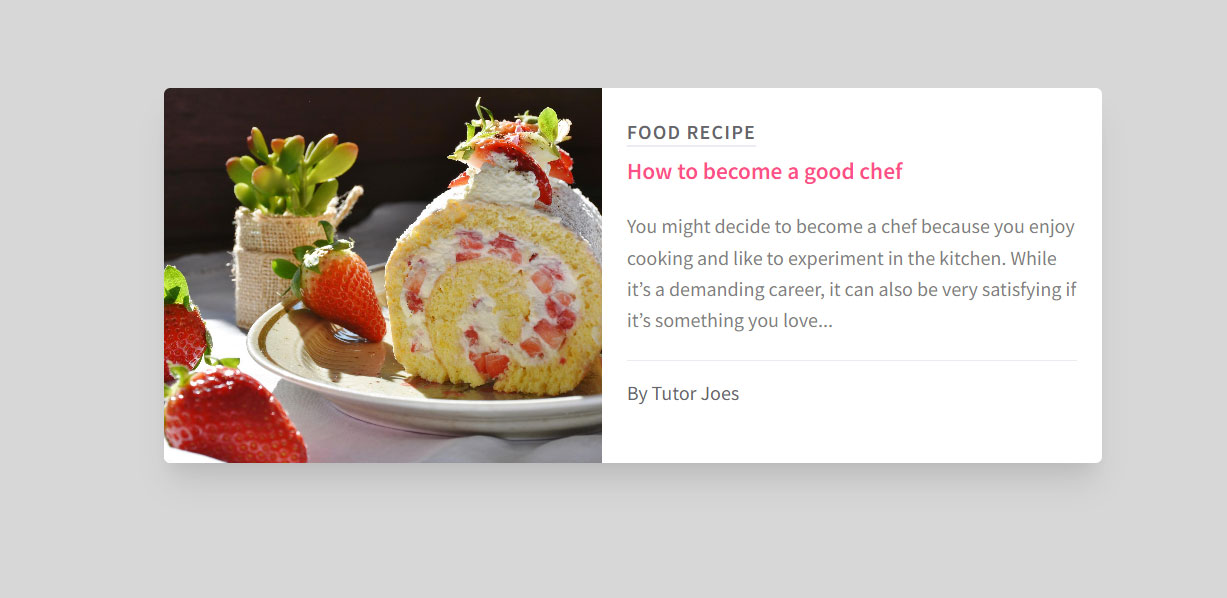 FOOD RECIPE
How to become a good chef
You might decide to become a chef because you enjoy
cooking and like to experiment in the kitchen. While
it’s a demanding career, it can also be very satisfying if
it’s something you love...
By Tutor Joes